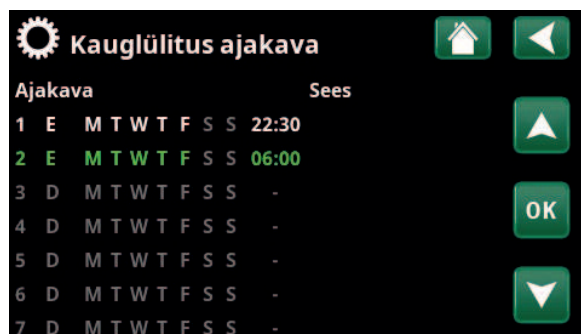 Kauglülitus ajakava
Ajakava Sees
1 E M T W T F S S 22:30
2 E M T W T F S S 06:00
3 D M T W T F S S -
4 D M T W T F S S -
OK
5 D M T W T F S S -
6 D M T W T F S S -
7 D M T W T F S S -